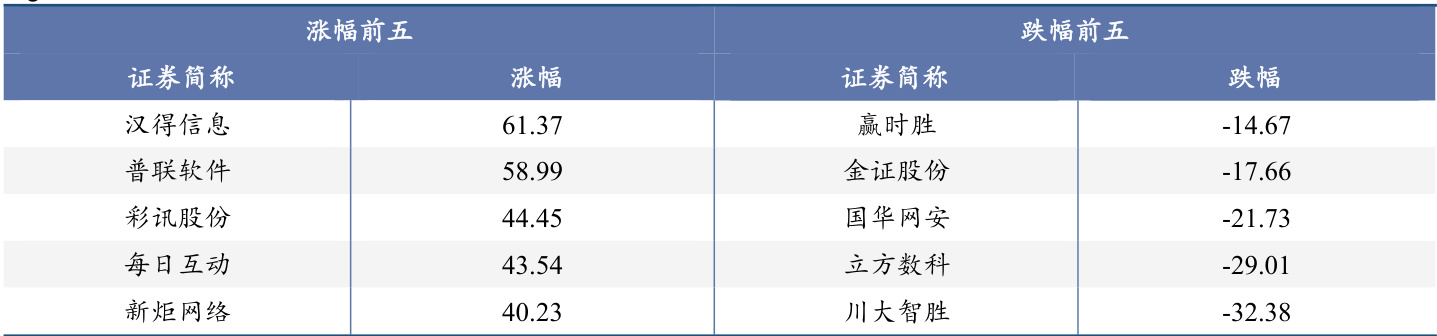 涨幅前五 跌幅前五
证券简称 涨幅 证券简称 跌幅
汉得信息 61.37 赢时胜 -14.67
普联软件 58.99 金证股份 -17.66
彩讯股份 44.45 国华网安 -21.73
每日互动 43.54 立方数科 -29.01
新炬网络 40.23 川大智胜 -32.38